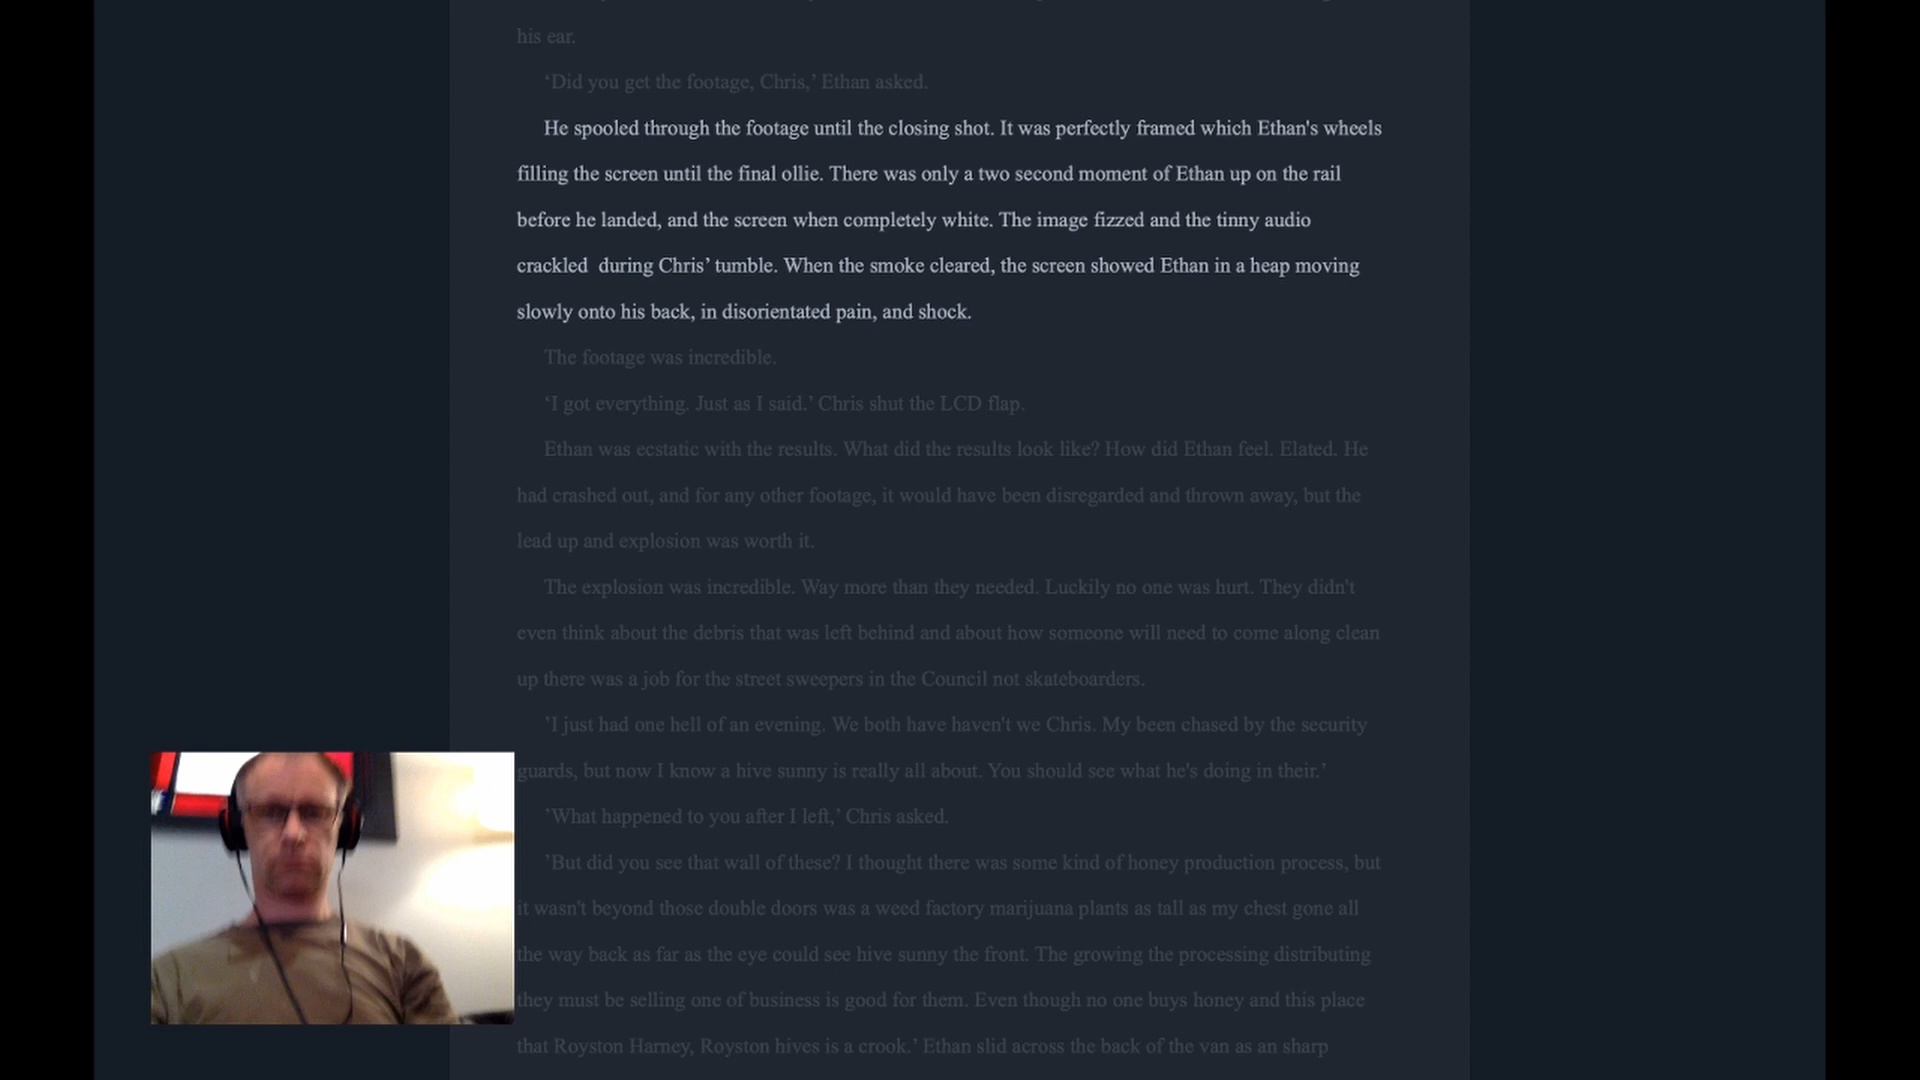 his ear.
‘Did you get the footage, Chris,’ Ethan asked.
He spooled through the footage until the closing shot. It was perfectly framed which Ethan's wheels
filling the screen until the final ollie. There was only a two second moment of Ethan up on the rail
before he landed, and the screen when completely white. The image fizzed and the tinny audio
crackled  during Chris’ tumble. When the smoke cleared, the screen showed Ethan in a heap moving
slowly onto his back, in disorientated pain, and shock.
The footage was incredible.
‘I got everything. Just as I said.’ Chris shut the LCD flap.
Ethan was ecstatic with the results. What did the results look like? How did Ethan feel. Elated. He
had crashed out, and for any other footage, it would have been disregarded and thrown away, but the
lead up and explosion was worth it.
The explosion was incredible. Way more than they needed. Luckily no one was hurt. They didn't
even think about the debris that was left behind and about how someone will need to come along clean
up there was a job for the street sweepers in the Council not skateboarders.
’I just had one hell of an evening. We both have haven't we Chris. My been chased by the security
guards, but now I know a hive sunny is really all about. You should see what he's doing in their.’
’What happened to you after I left,’ Chris asked.
’But did you see that wall of these? I thought there was some kind of honey production process, but
it wasn't beyond those double doors was a weed factory marijuana plants as tall as my chest gone all
the way back as far as the eye could see hive sunny the front. The growing the processing distributing
they must be selling one of business is good for them. Even though no one buys honey and this place
that Royston Harney, Royston hives is a crook.’ Ethan slid across the back of the van as an sharp